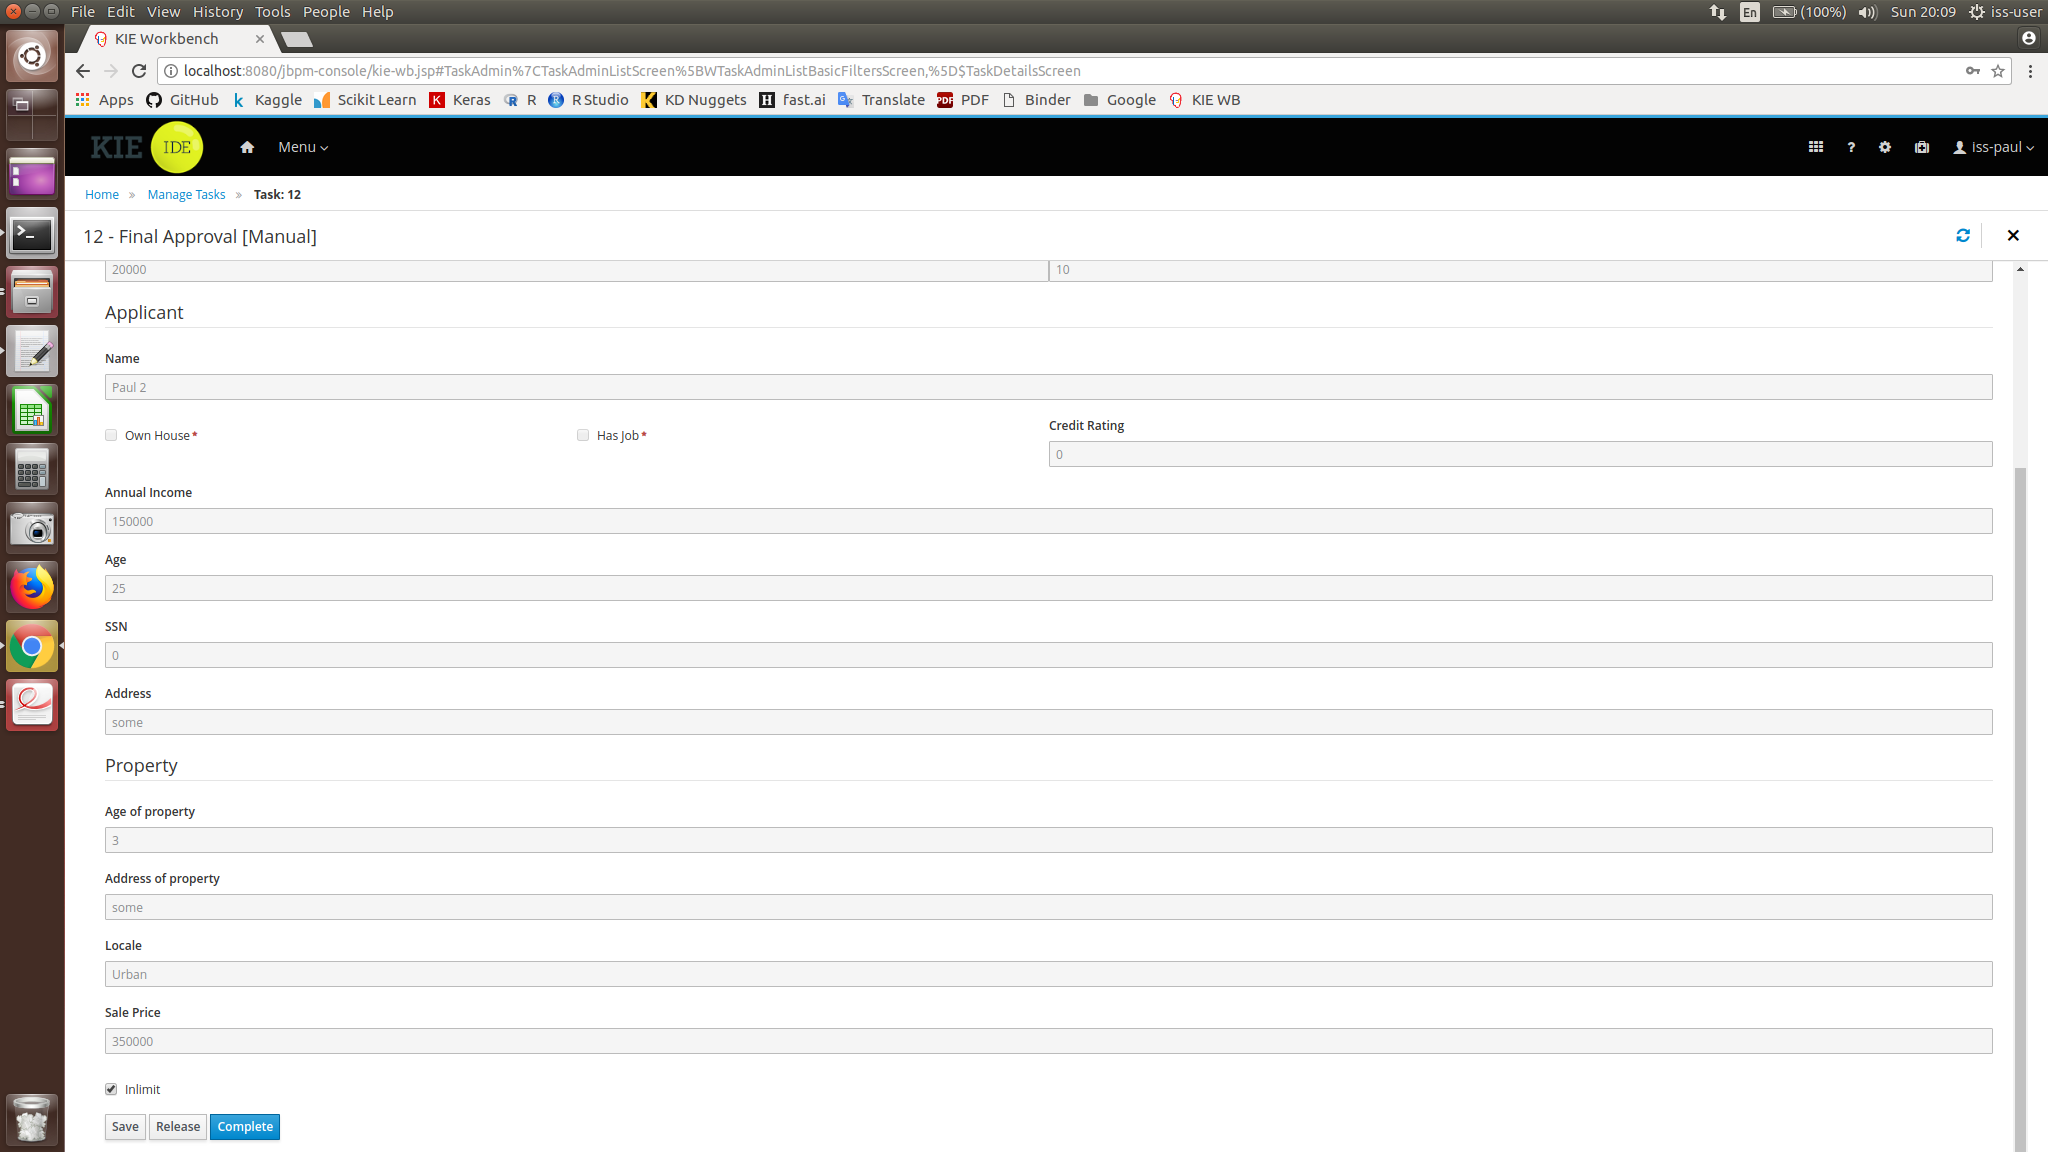 File Edit View History Tools People Help
En (100%) Sun 20:09 iss-user
KIE Workbench
localhost:8080/jbpm-console/kie-wb.jsp#TaskAdmin%7CTaskAdminListScreen%5BWTaskAdminListBasicFiltersScreen,%5D$TaskDetailsScreen
Apps GitHub Kaggle Scikit Learn Keras R R Studio KD Nuggets fast.ai Translate PDF Binder Google KIE WB
KIE IDE Menu iss-paul
Home » Manage Tasks » Task: 12
12 - Final Approval [Manual]
20000 10
Applicant
Name
Paul 2
Own House* Has Job* Credit Rating
0
Annual Income
150000
Age
25
SSN
0
Address
some
Property
Age of property
3
Address of property
some
Locale
Urban
Sale Price
350000
Inlimit
Save Release Complete